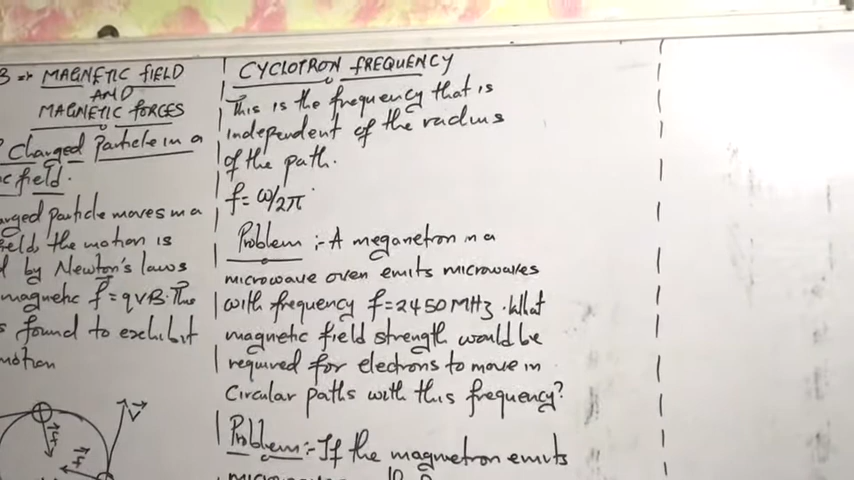 3 => MAGNETIC FIELD
AND
MAGNETIC FORCES
Charged Particle in a
field.
Particle moves in a
the motion is
by Newton's laws
magnetic f = qVB. This
found to exhibit
motion
f
f
V
CYCLOTRON FREQUENCY
This is the frequency that is
independent of the radius
of the path.
f = ω/2π
Problem :- A meganetron in a
microwave oven emits microwaves
with frequency f = 2450 MHz. What
magnetic field strength would be
required for electrons to move in
Circular paths with this frequency?
Problem :- If the magnetron emits